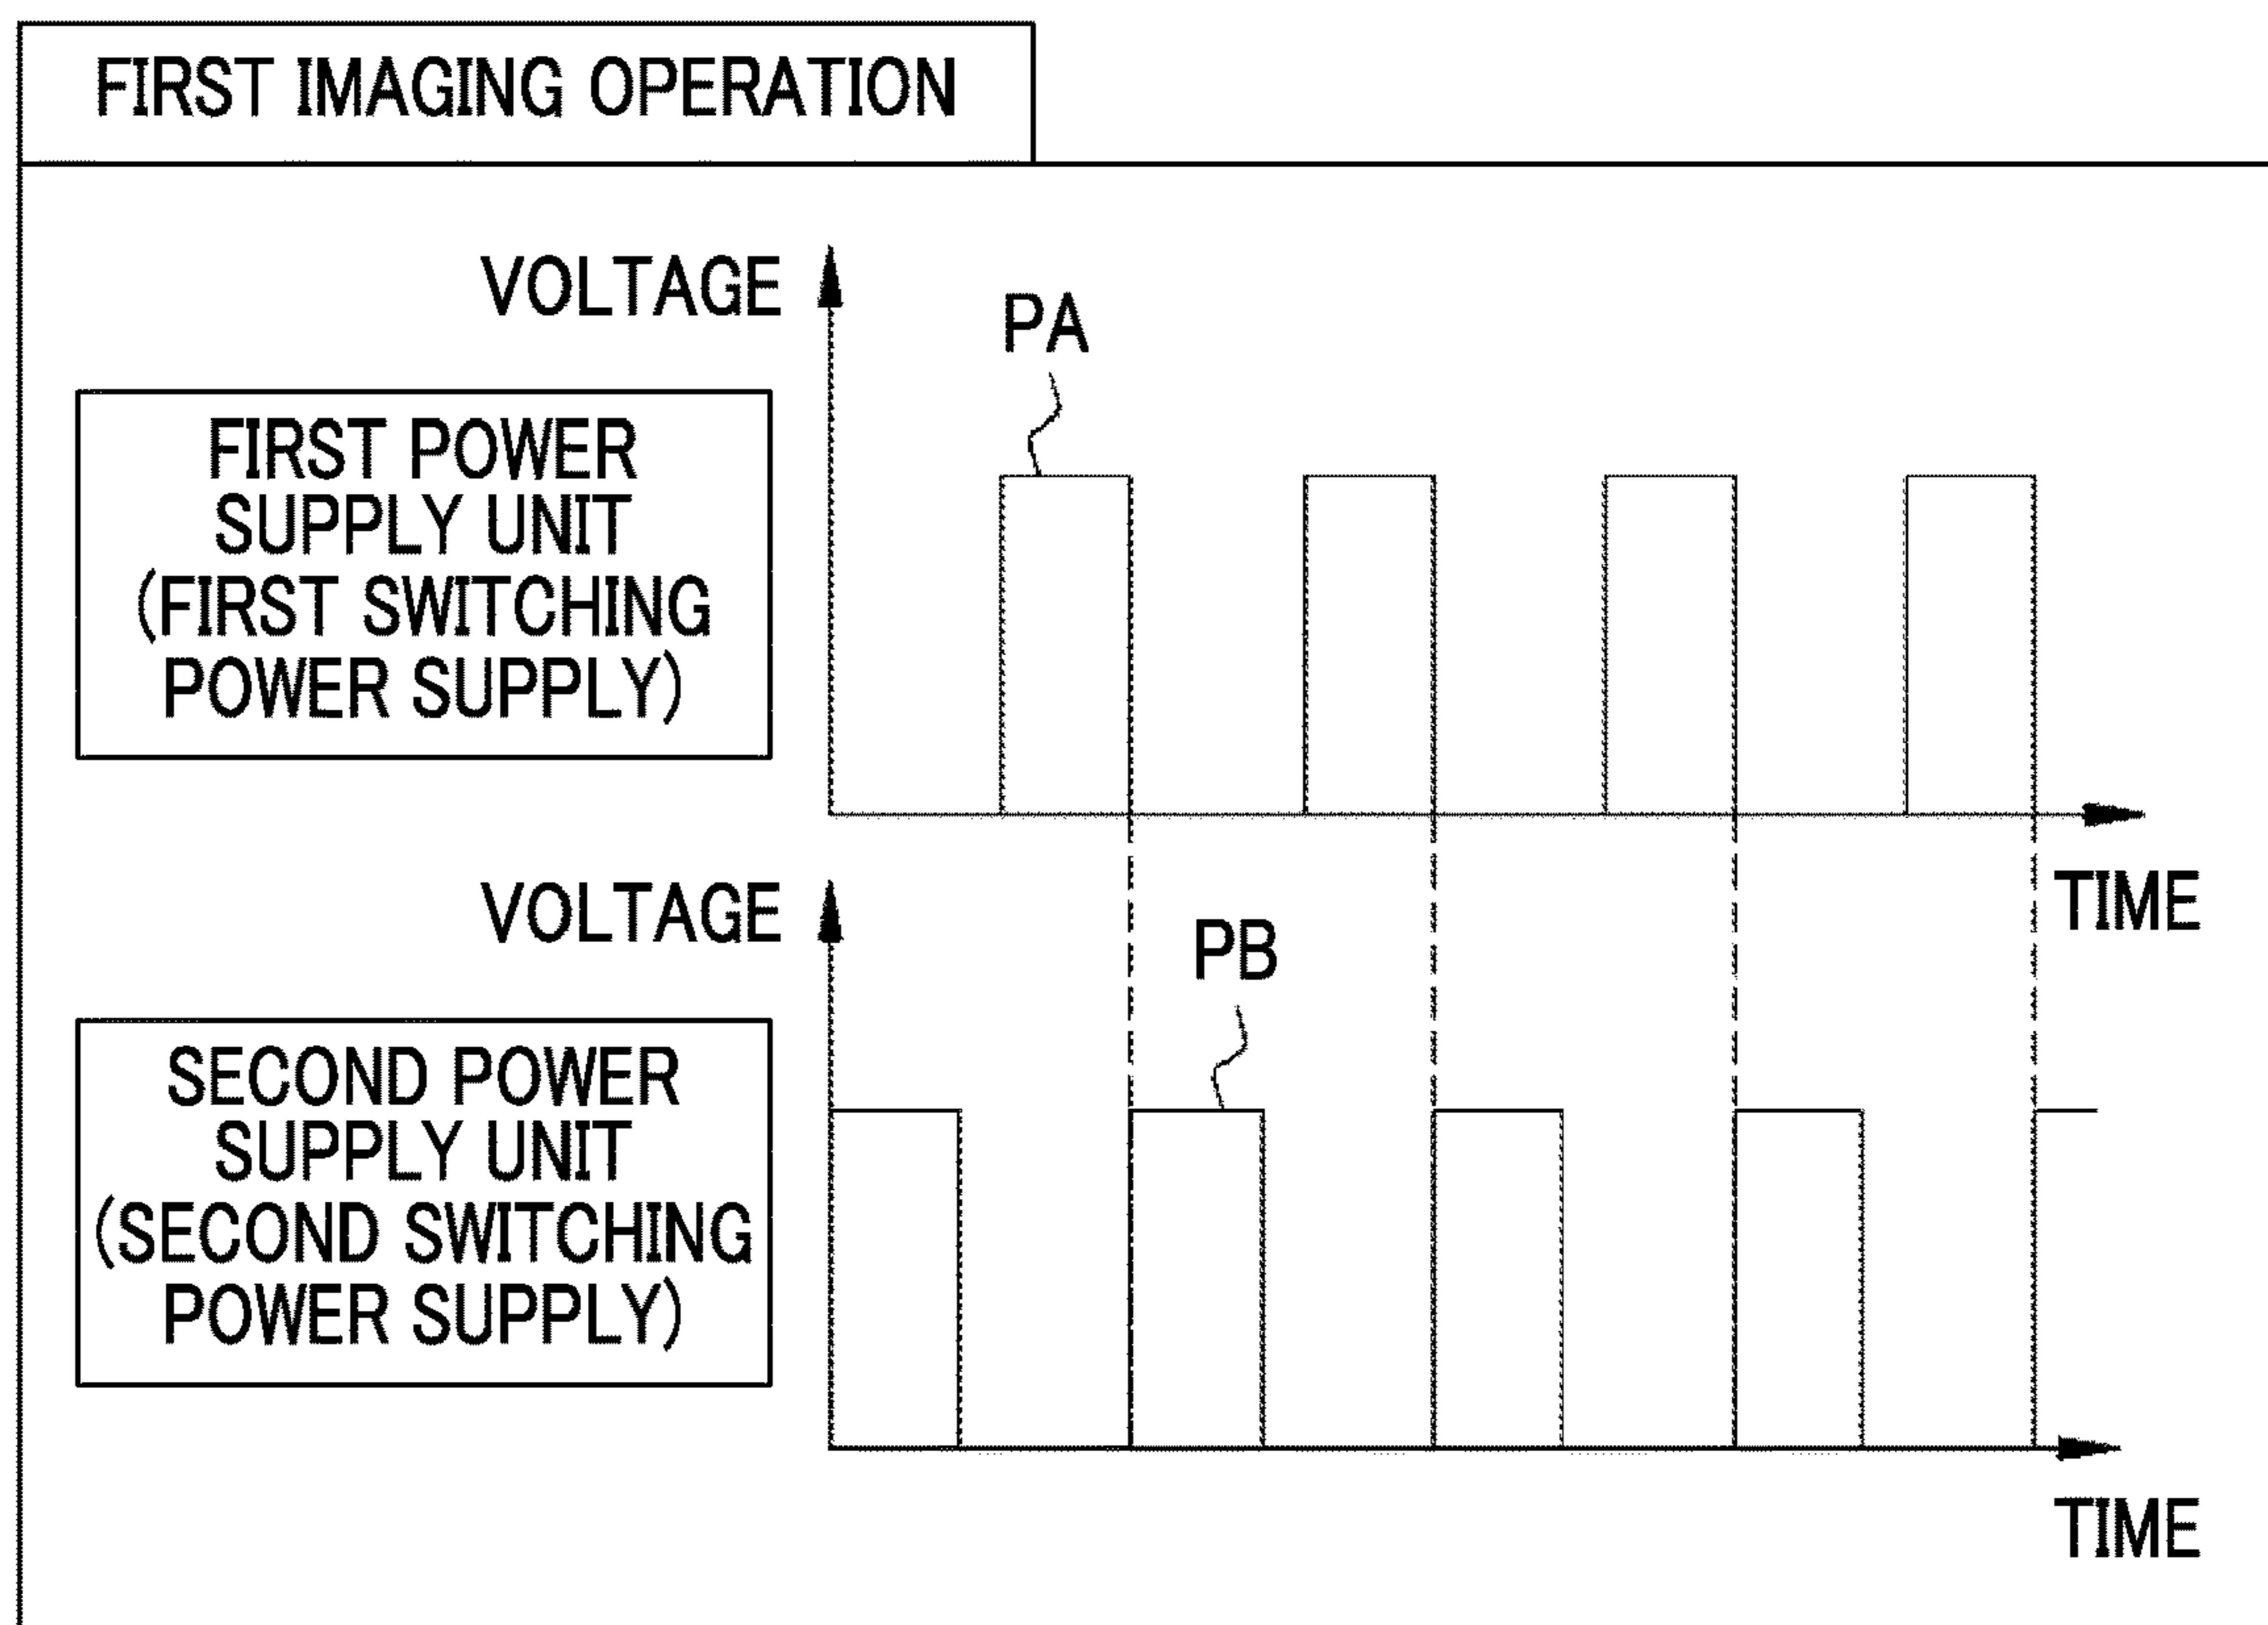 FIRST IMAGING OPERATION
VOLTAGE
PA
FIRST POWER
SUPPLY UNIT
(FIRST SWITCHING
POWER SUPPLY)
TIME
VOLTAGE
PB
SECOND POWER
SUPPLY UNIT
(SECOND SWITCHING
POWER SUPPLY)
TIME